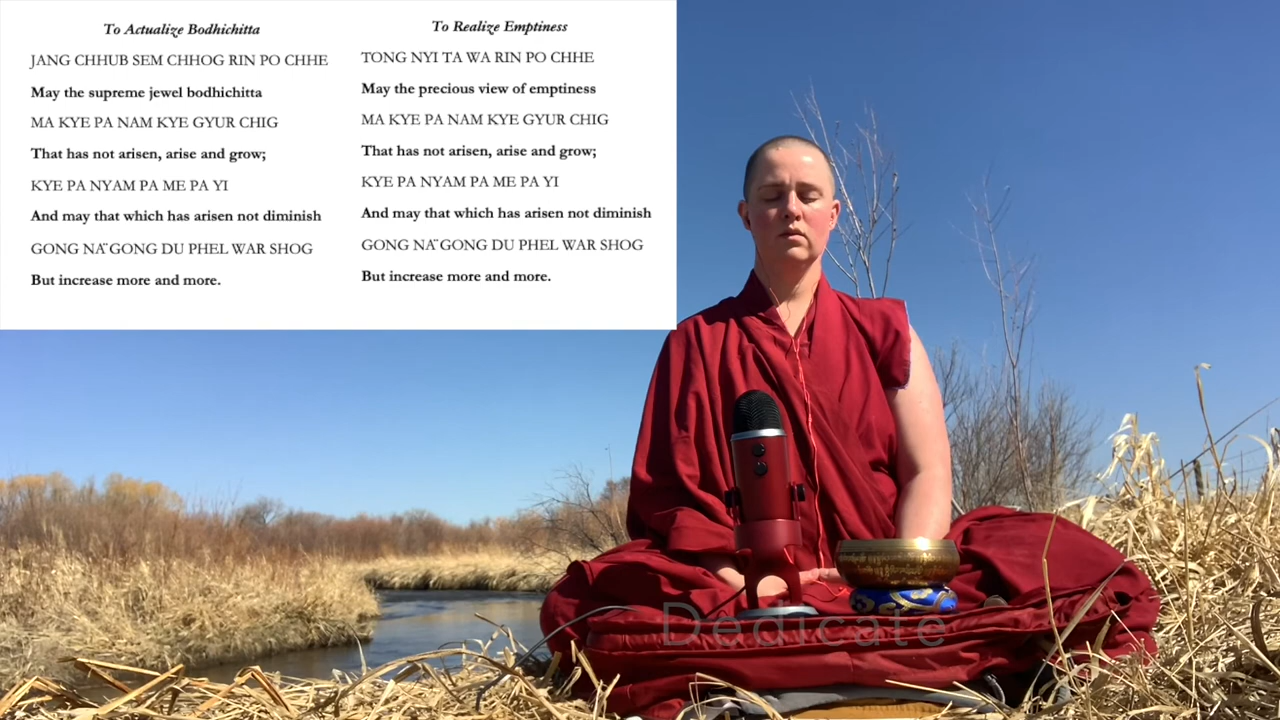 To Actualize Bodhichitta
JANG CHHUB SEM CHHOG RIN PO CHHE
May the supreme jewel bodhichitta
MA KYE PA NAM KYE GYUR CHIG
That has not arisen, arise and grow;
KYE PA NYAM PA ME PA YI
And may that which has arisen not diminish
GONG NA¨ GONG DU PHEL WAR SHOG
But increase more and more.
To Realize Emptiness
TONG NYI TA WA RIN PO CHHE
May the precious view of emptiness
MA KYE PA NAM KYE GYUR CHIG
That has not arisen, arise and grow;
KYE PA NYAM PA ME PA YI
And may that which has arisen not diminish
GONG NA¨ GONG DU PHEL WAR SHOG
But increase more and more.
Dedicate